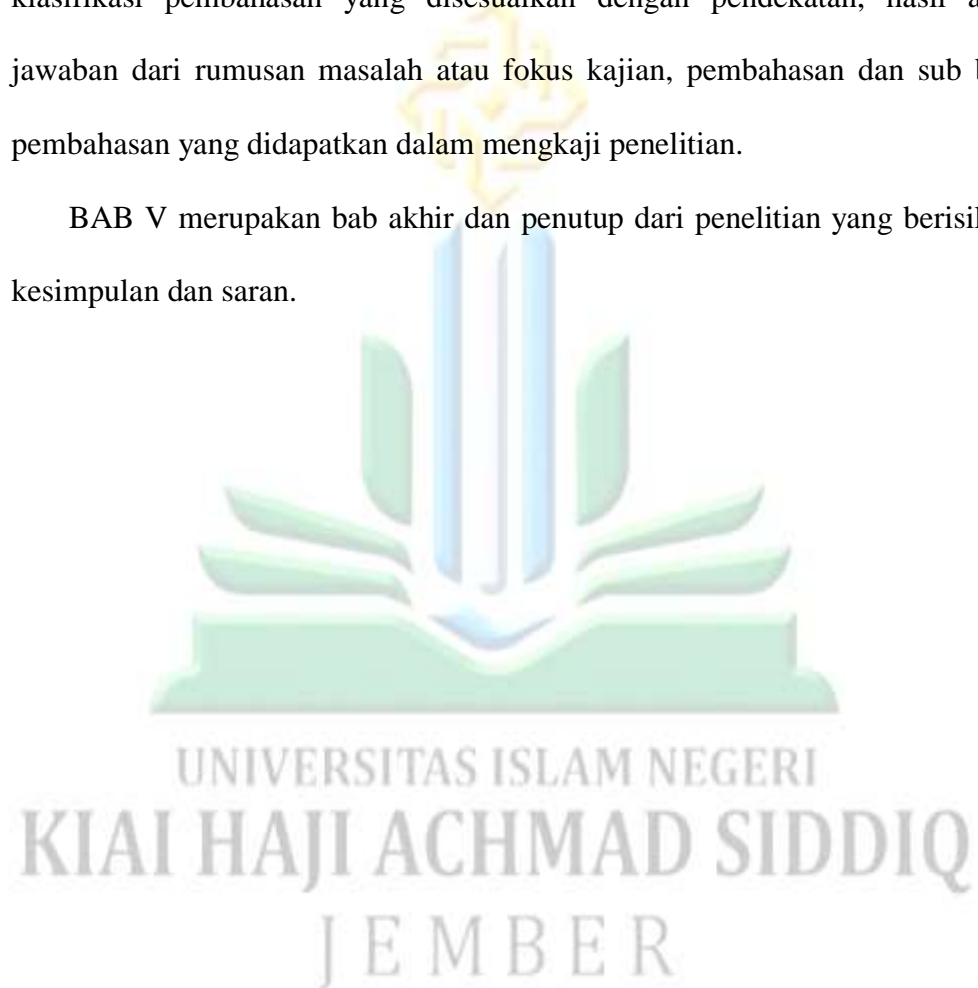 klasifikasi pembahasan yang disesuaikan dengan pendekatan, hasil
jawaban dari rumusan masalah atau fokus kajian, pembahasan dan sub
pembahasan yang didapatkan dalam mengkaji penelitian.
BAB V merupakan bab akhir dan penutup dari penelitian yang
kesimpulan dan saran.
UNIVERSITAS ISLAM NEGERI
KIAI HAJI ACHMAD SIDDIQ
JEMBER